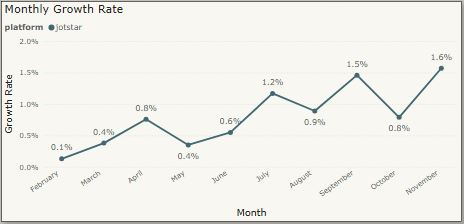 Monthly Growth Rate
platform jotstar
2.0%
1.5%
1.0%
0.5%
0.0%
Growth Rate
0.1%
0.4%
0.8%
0.4%
0.6%
1.2%
0.9%
1.5%
0.8%
1.6%
February
March
April
May
June
July
August
September
October
November
Month